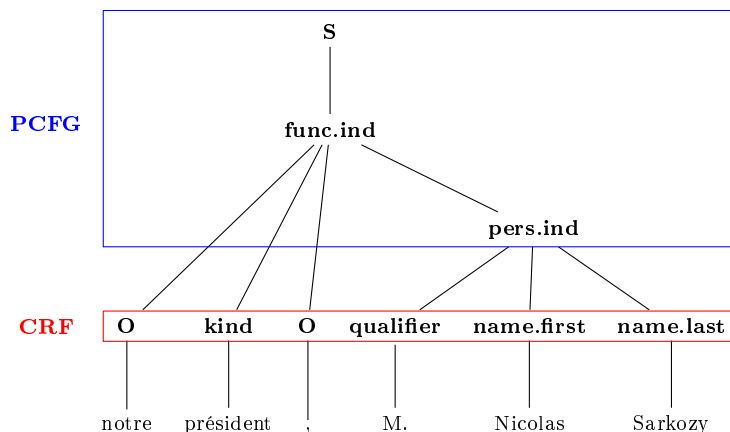 S
PCFG
func.ind
pers.ind
CRF
O kind O qualifier name.first name.last
notre président , M. Nicolas Sarkozy